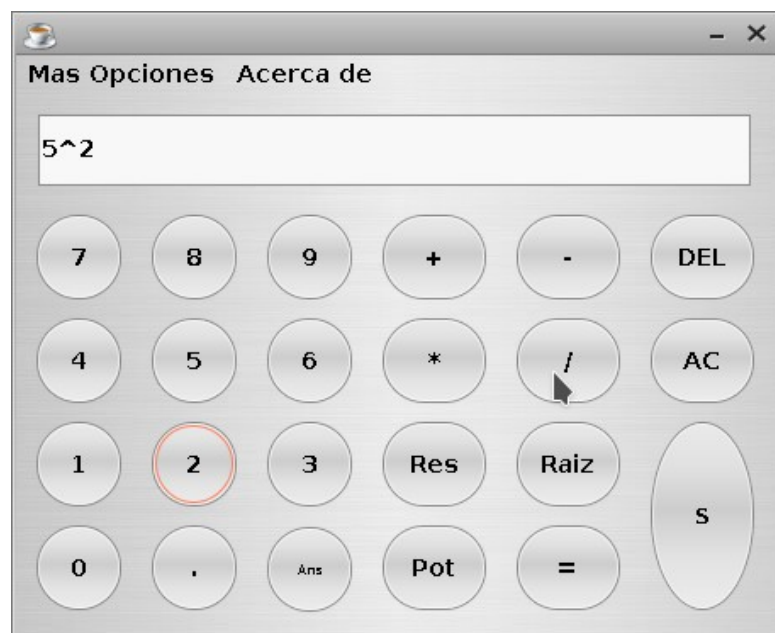 Mas Opciones Acerca de
5^2
7 8 9 + - DEL
4 5 6 * / AC
1 2 3 Res Raiz
S
0 . Ans Pot =